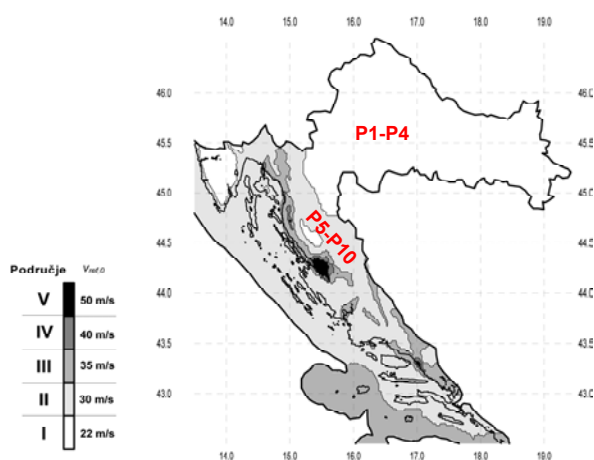 14.0 15.0 16.0 17.0 18.0 19.0
46.0 46.0
45.5 45.5
45.0 45.0
44.5 44.5
44.0 44.0
43.5 43.5
43.0 43.0
14.0 15.0 16.0 17.0 18.0 19.0
P1-P4
P5-P10
Područje Vref,0
V 50 m/s
IV 40 m/s
III 35 m/s
II 30 m/s
I 22 m/s